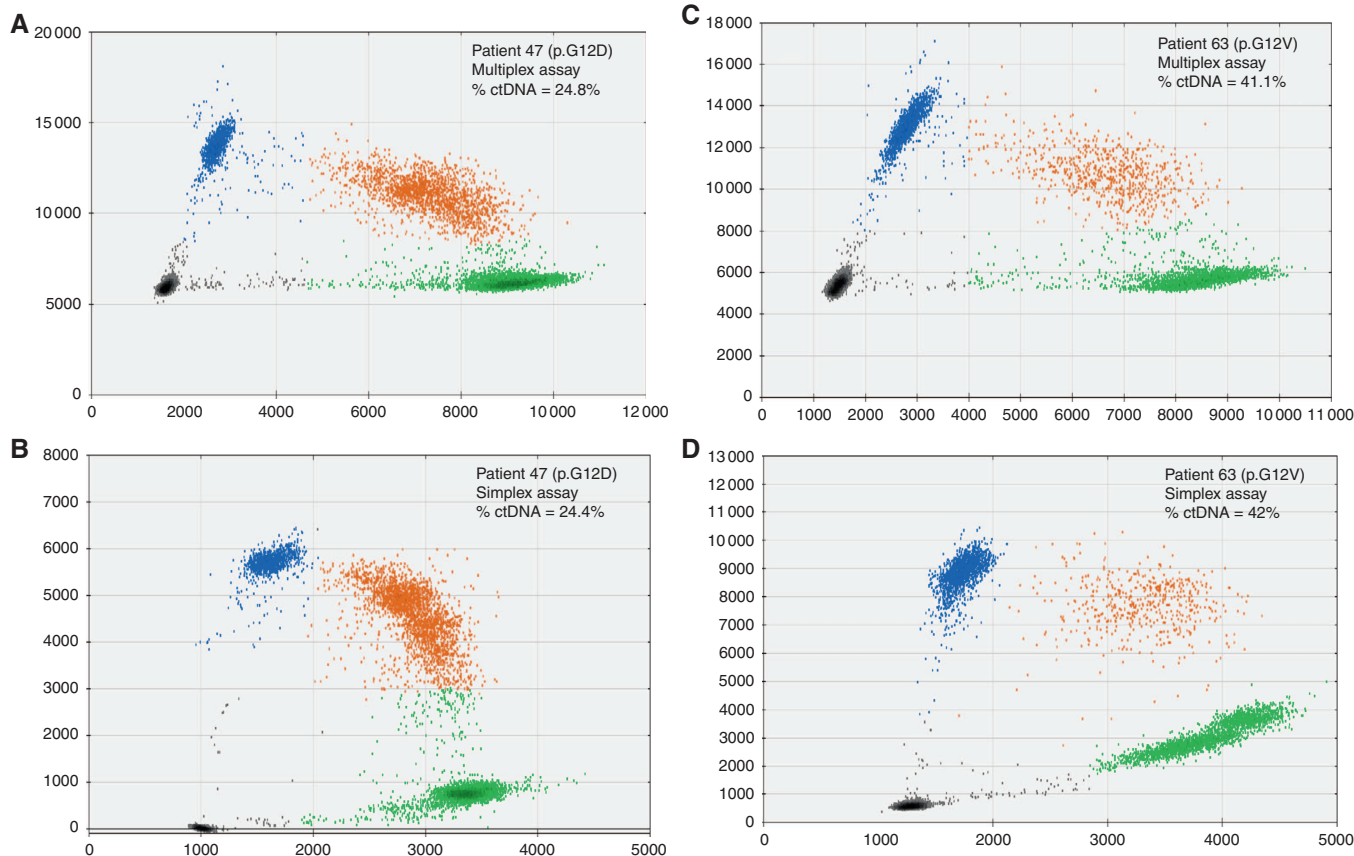 A
20 000
15 000
10 000
5000
0
0 2000 4000 6000 8000 10 000 12 000
Patient 47 (p.G12D)
Multiplex assay
% ctDNA = 24.8%
C
18 000
16 000
14 000
12 000
10 000
8000
6000
4000
2000
0
0 1000 2000 3000 4000 5000 6000 7000 8000 9000 10 000 11 000
Patient 63 (p.G12V)
Multiplex assay
% ctDNA = 41.1%
B
8000
7000
6000
5000
4000
3000
2000
1000
0
0 1000 2000 3000 4000 5000
Patient 47 (p.G12D)
Simplex assay
% ctDNA = 24.4%
D
13 000
12 000
11 000
10 000
9000
8000
7000
6000
5000
4000
3000
2000
1000
0
0 1000 2000 3000 4000 5000
Patient 63 (p.G12V)
Simplex assay
% ctDNA = 42%